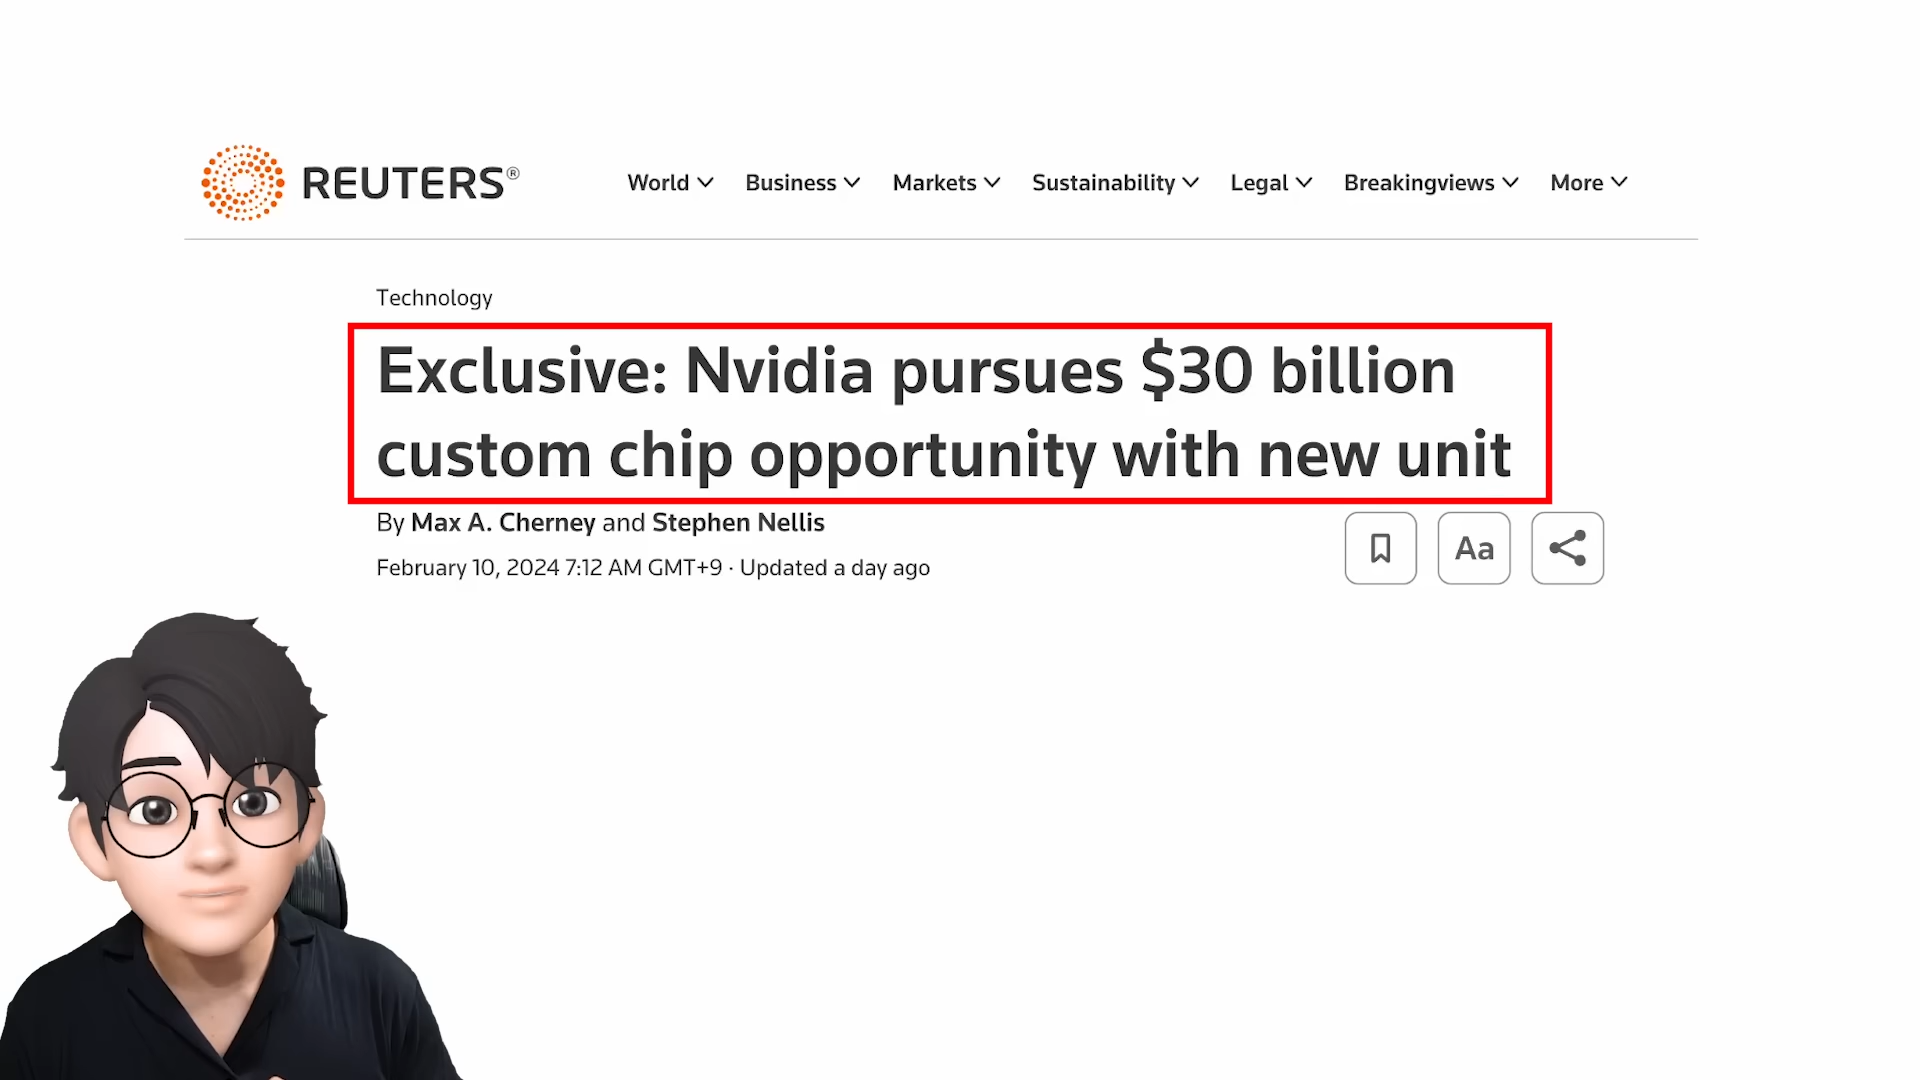 REUTERS®
World Business Markets Sustainability Legal Breakingviews More
Technology
Exclusive: Nvidia pursues $30 billion
custom chip opportunity with new unit
By Max A. Cherney and Stephen Nellis
Aa
February 10, 2024 7:12 AM GMT+9 · Updated a day ago